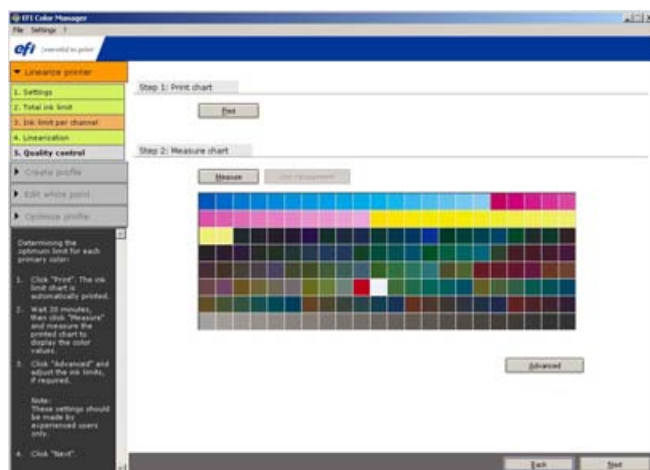 EFI Color Manager
File Settings ?
efi essential to print
Linearize printer
1. Settings
2. Total ink limit
3. Ink limit per channel
4. Linearization
5. Quality control
Create profile
Edit white point
Optimize profile
Determining the
optimum limit for each
primary color:
1. Click "Print". The ink
limit chart is
automatically printed.
2. Wait 30 minutes,
then click "Measure"
and measure the
printed chart to
display the color
values.
3. Click "Advanced" and
adjust the ink limits,
if required.
Note:
These settings should
be made by
experienced users
only.
4. Click "Next".
Step 1: Print chart
Print
Step 2: Measure chart
Measure
Advanced
Back
Next